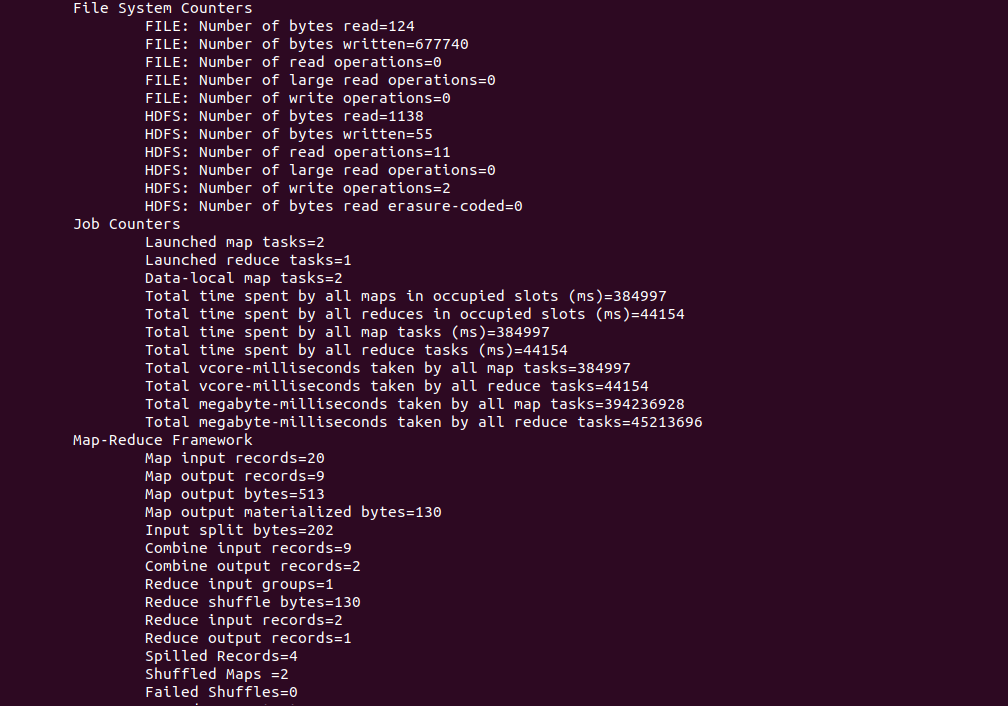 File System Counters
FILE: Number of bytes read=124
FILE: Number of bytes written=677740
FILE: Number of read operations=0
FILE: Number of large read operations=0
FILE: Number of write operations=0
HDFS: Number of bytes read=1138
HDFS: Number of bytes written=55
HDFS: Number of read operations=11
HDFS: Number of large read operations=0
HDFS: Number of write operations=2
HDFS: Number of bytes read erasure-coded=0
Job Counters
Launched map tasks=2
Launched reduce tasks=1
Data-local map tasks=2
Total time spent by all maps in occupied slots (ms)=384997
Total time spent by all reduces in occupied slots (ms)=44154
Total time spent by all map tasks (ms)=384997
Total time spent by all reduce tasks (ms)=44154
Total vcore-milliseconds taken by all map tasks=384997
Total vcore-milliseconds taken by all reduce tasks=44154
Total megabyte-milliseconds taken by all map tasks=394236928
Total megabyte-milliseconds taken by all reduce tasks=45213696
Map-Reduce Framework
Map input records=20
Map output records=9
Map output bytes=513
Map output materialized bytes=130
Input split bytes=202
Combine input records=9
Combine output records=2
Reduce input groups=1
Reduce shuffle bytes=130
Reduce input records=2
Reduce output records=1
Spilled Records=4
Shuffled Maps =2
Failed Shuffles=0